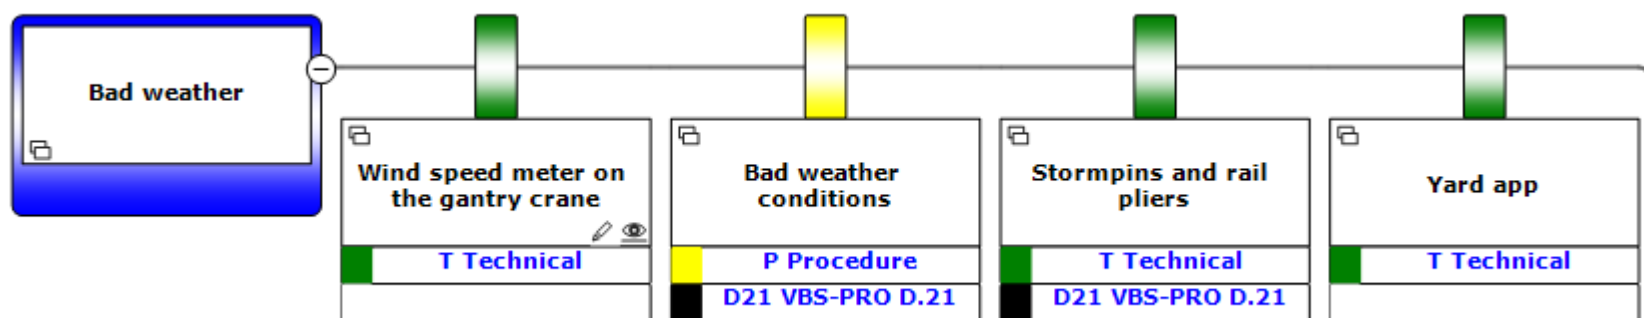 Bad weather
Wind speed meter on
the gantry crane
T Technical
Bad weather
conditions
P Procedure
D21 VBS-PRO D.21
Stormpins and rail
pliers
T Technical
D21 VBS-PRO D.21
Yard app
T Technical